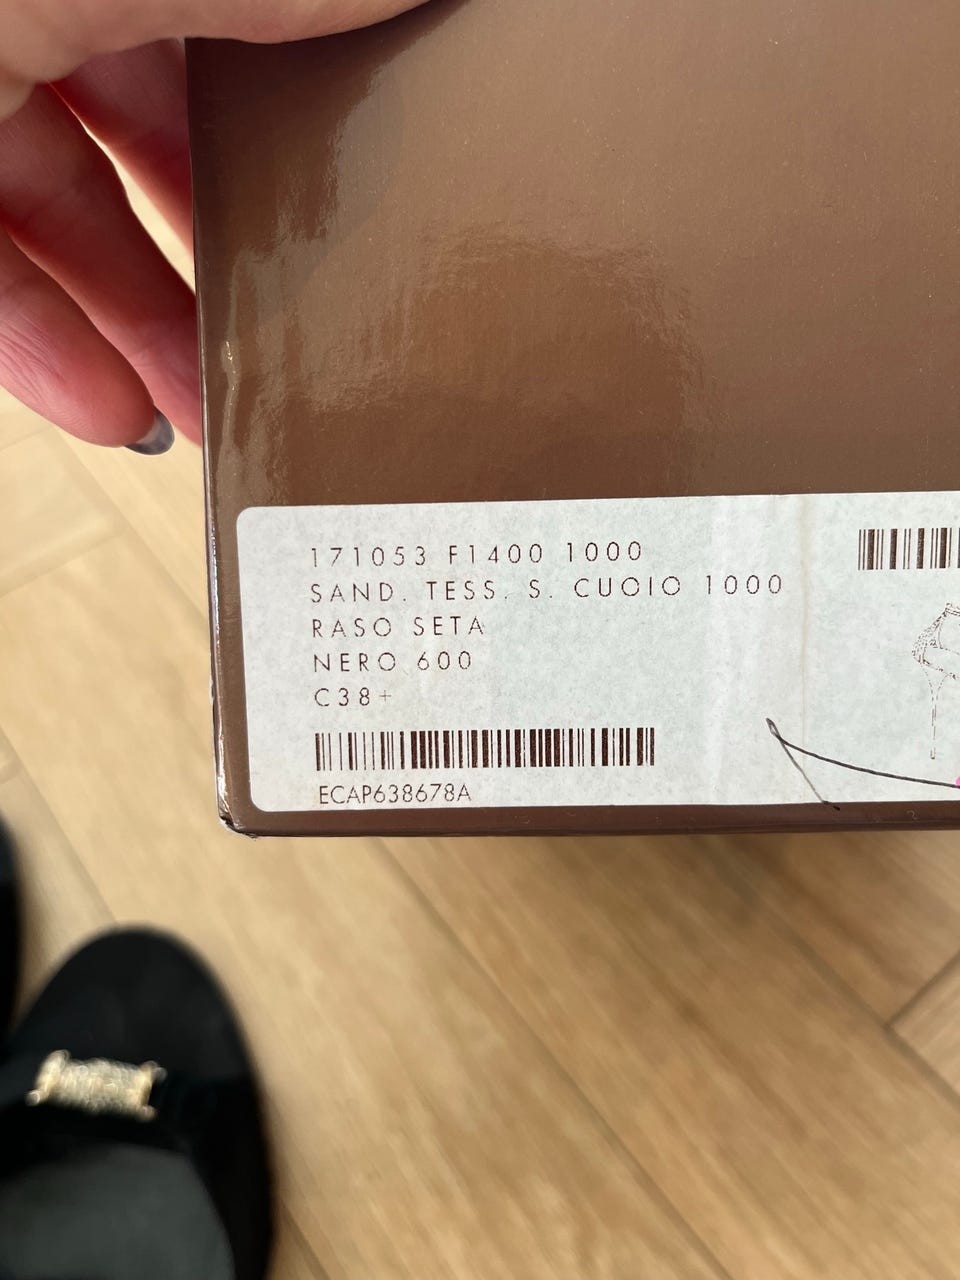 171053 F1400 1000
SAND. TESS. S. CUOIO 1000
RASO SETA
NERO 600
C38+
ECAP638678A